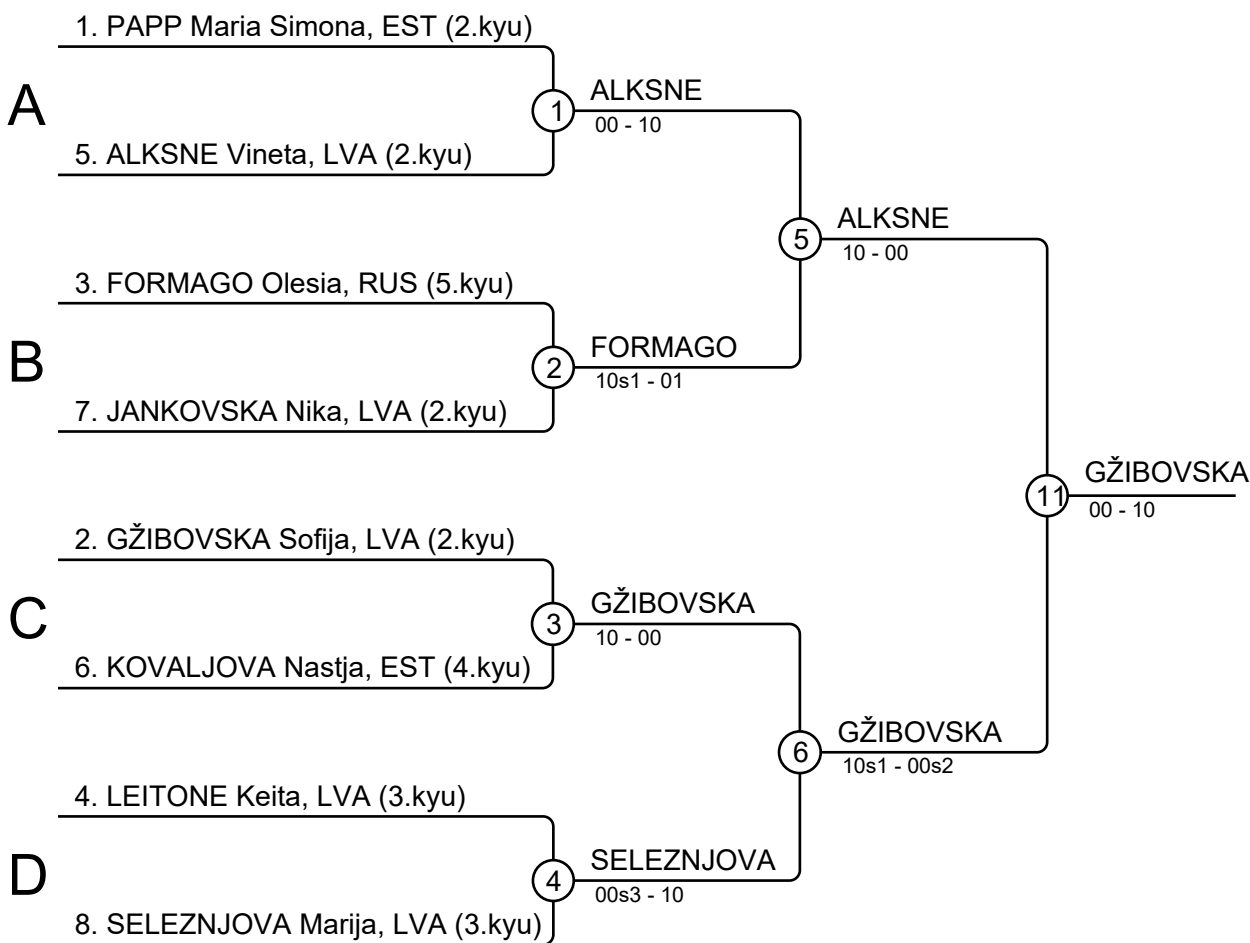 1. PAPP Maria Simona, EST (2.kyu)
A
1
ALKSNE
00 - 10
5. ALKSNE Vineta, LVA (2.kyu)
5
ALKSNE
10 - 00
3. FORMAGO Olesia, RUS (5.kyu)
B
2
FORMAGO
10s1 - 01
7. JANKOVSKA Nika, LVA (2.kyu)
11
GŽIBOVSKA
00 - 10
2. GŽIBOVSKA Sofija, LVA (2.kyu)
C
3
GŽIBOVSKA
10 - 00
6. KOVALJOVA Nastja, EST (4.kyu)
6
GŽIBOVSKA
10s1 - 00s2
4. LEITONE Keita, LVA (3.kyu)
D
4
SELEZNJOVA
00s3 - 10
8. SELEZNJOVA Marija, LVA (3.kyu)